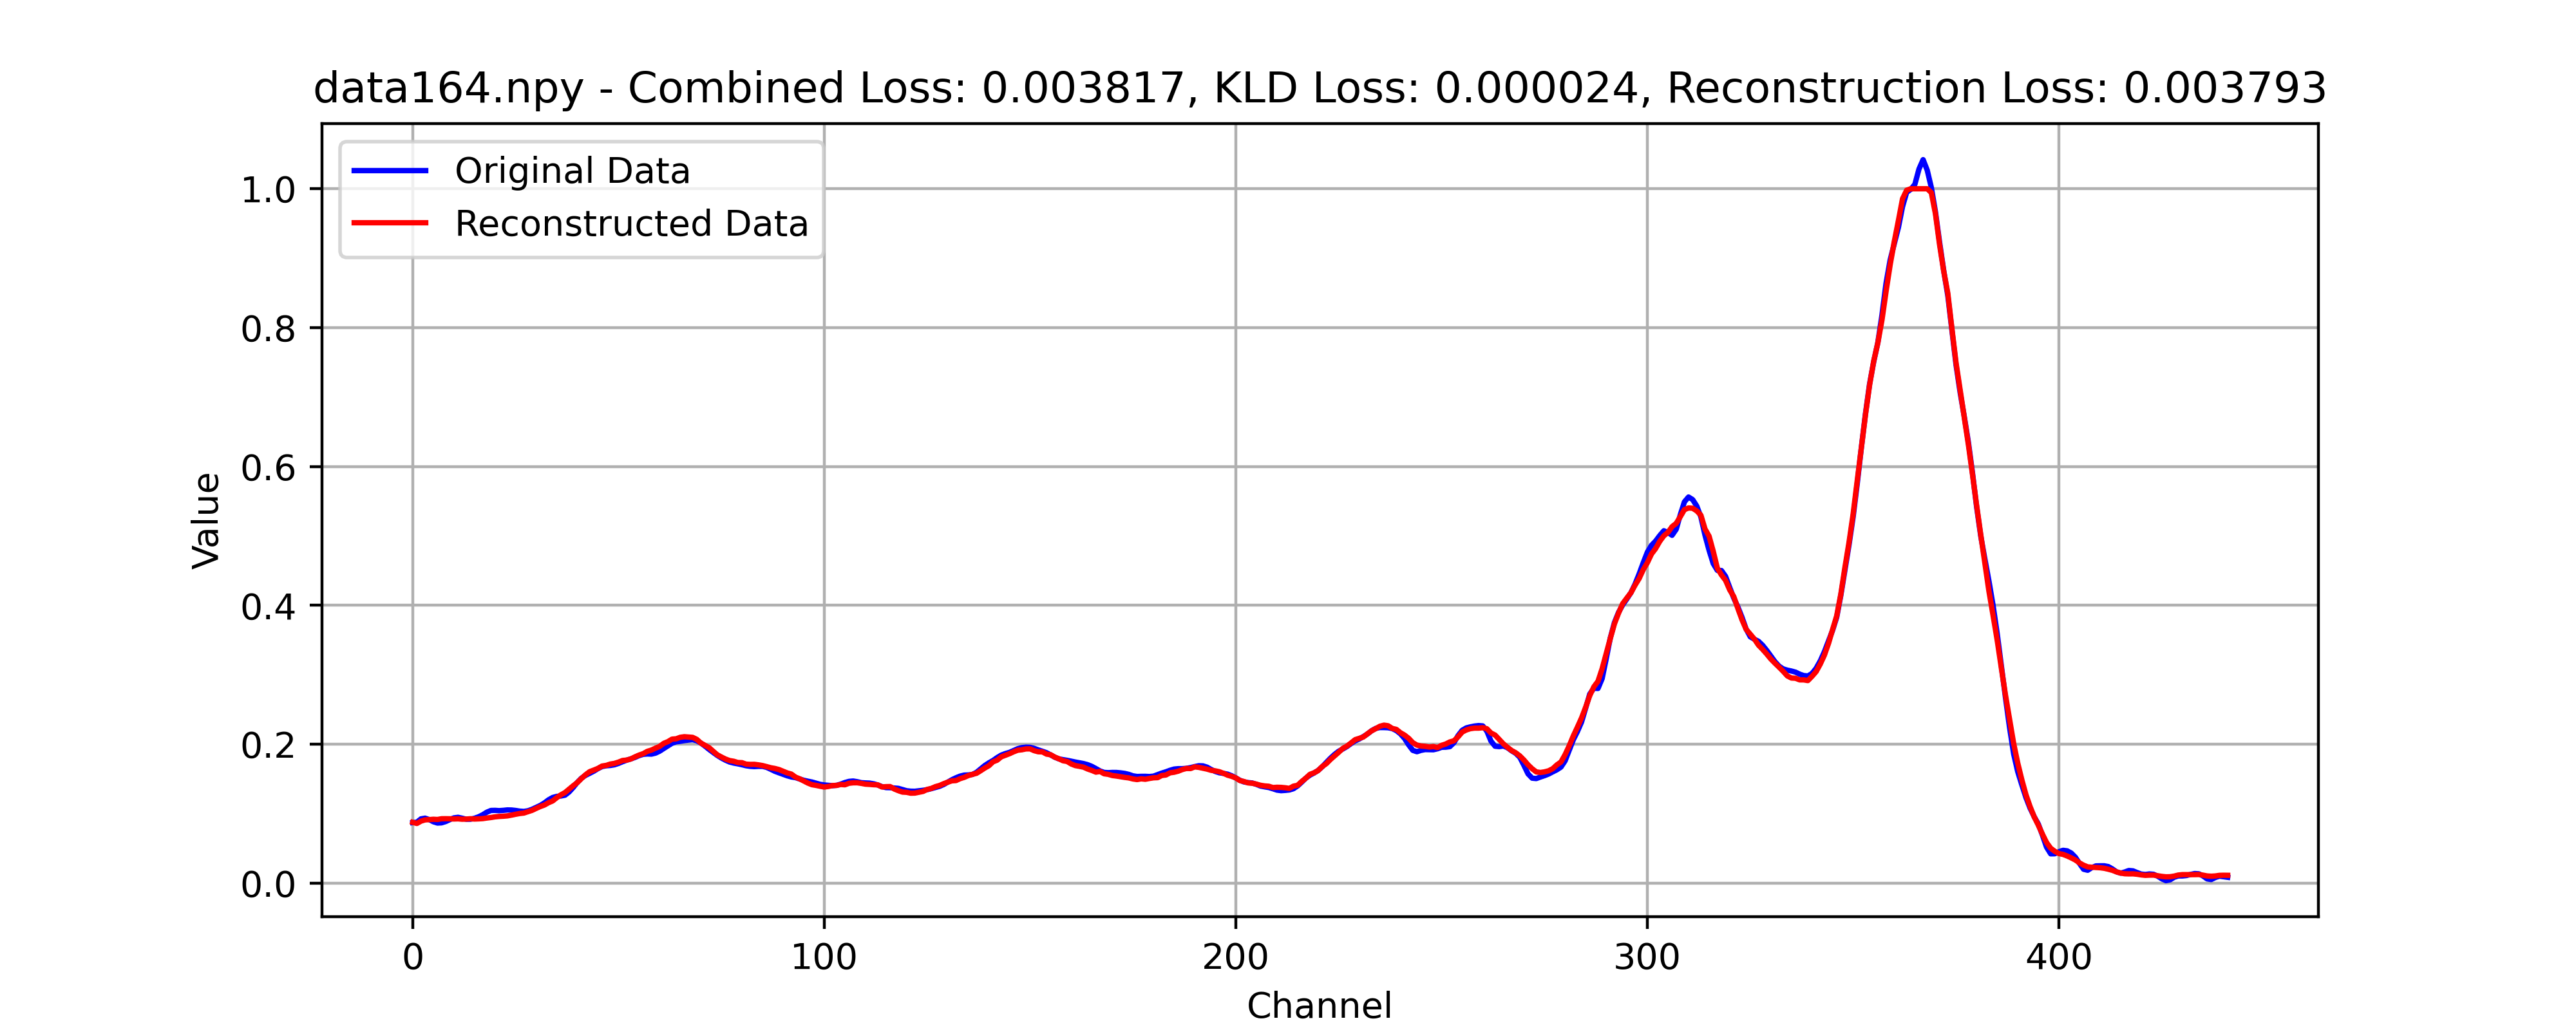 data164.npy - Combined Loss: 0.003817, KLD Loss: 0.000024, Reconstruction Loss: 0.003793
Original Data
Reconstructed Data
1.0
0.8
0.6
0.4
0.2
0.0
Value
0 100 200 300 400
Channel